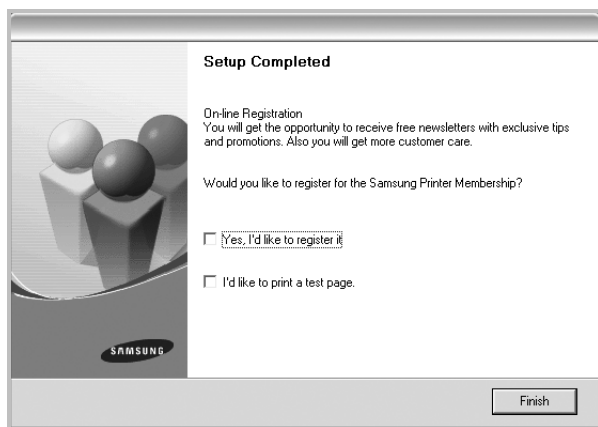 Setup Completed
On-line Registration
You will get the opportunity to receive free newsletters with exclusive tips
and promotions. Also you will get more customer care.
Would you like to register for the Samsung Printer Membership?
Yes, I'd like to register it
I'd like to print a test page.
SAMSUNG
Finish